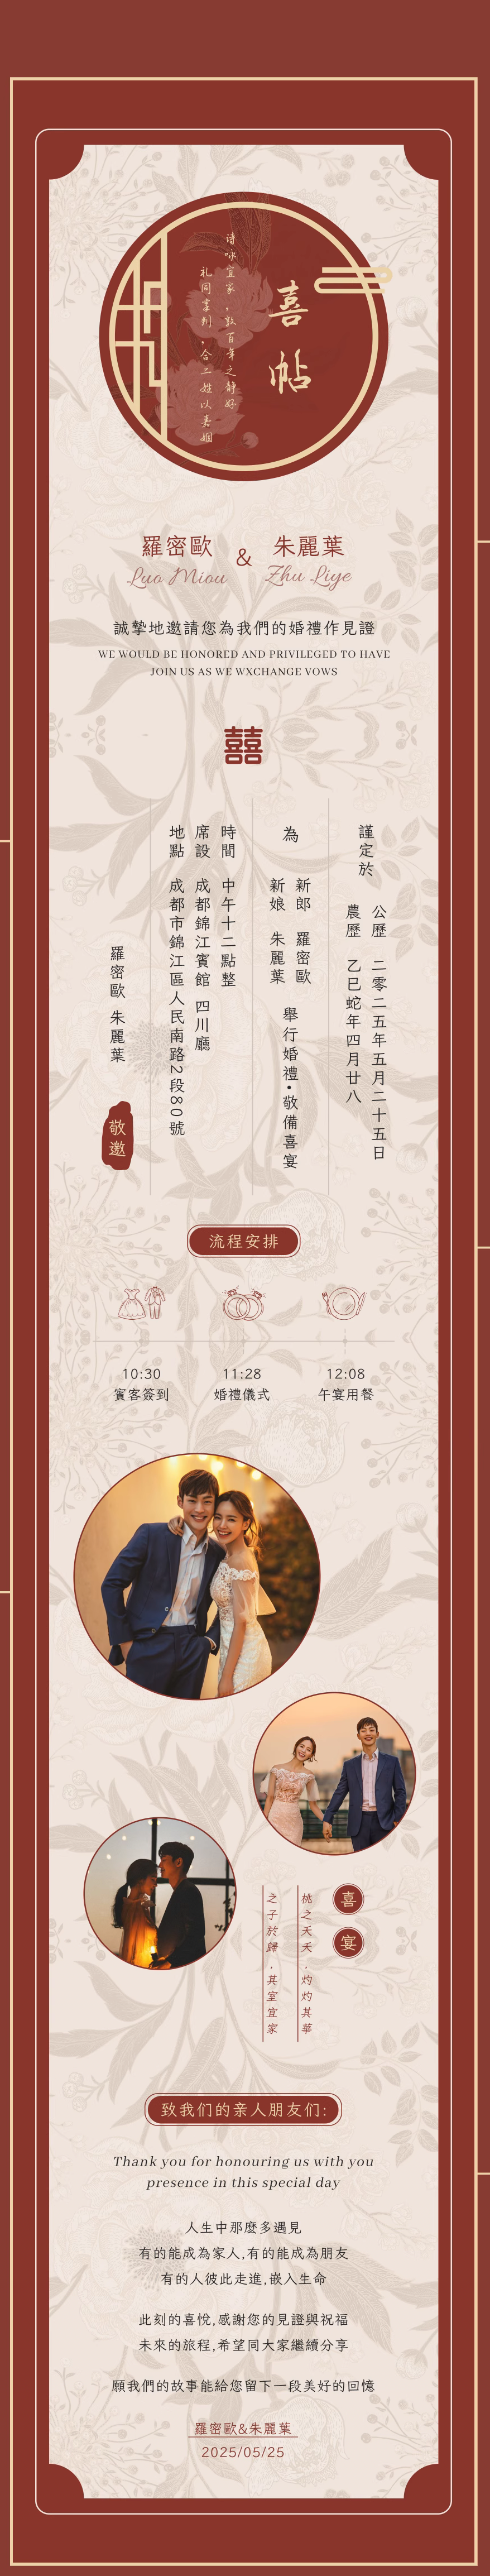 喜帖
诗咏宜家，敦百年之静好
礼同掌判，合二姓以嘉姻
羅密歐 & 朱麗葉
Luo Miou Zhu Liye
誠摯地邀請您為我們的婚禮作見證
WE WOULD BE HONORED AND PRIVILEGED TO HAVE
JOIN US AS WE WXCHANGE VOWS
囍
謹定於
公歷 二零二五年五月二十五日
農歷 乙巳蛇年四月廿八
為
新郎 羅密歐
新娘 朱麗葉
舉行婚禮•敬備喜宴
時間 中午十二點整
席設 成都錦江賓館 四川廳
地點 成都市錦江區人民南路2段80號
羅密歐 朱麗葉
敬邀
流程安排
10:30 11:28 12:08
賓客簽到 婚禮儀式 午宴用餐
喜宴
桃之夭夭,灼灼其華
之子於歸,其室宜家
致我们的亲人朋友们:
Thank you for honouring us with you
presence in this special day
人生中那麼多遇見
有的能成為家人,有的能成為朋友
有的人彼此走進,嵌入生命
此刻的喜悅,感謝您的見證與祝福
未來的旅程,希望同大家繼續分享
願我們的故事能給您留下一段美好的回憶
羅密歐&朱麗葉
2025/05/25